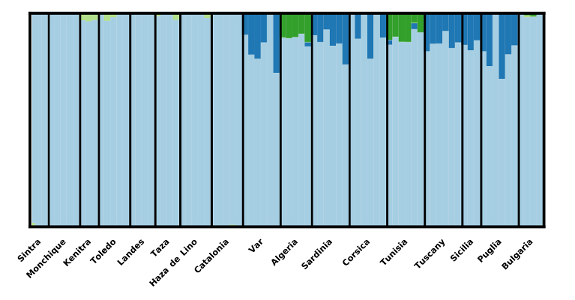 Sintra
Monchique
Kenitra
Toledo
Landes
Taza
Haza de Lino
Catalonia
Var
Algeria
Sardinia
Corsica
Tunisia
Tuscany
Sicilia
Puglia
Bulgaria